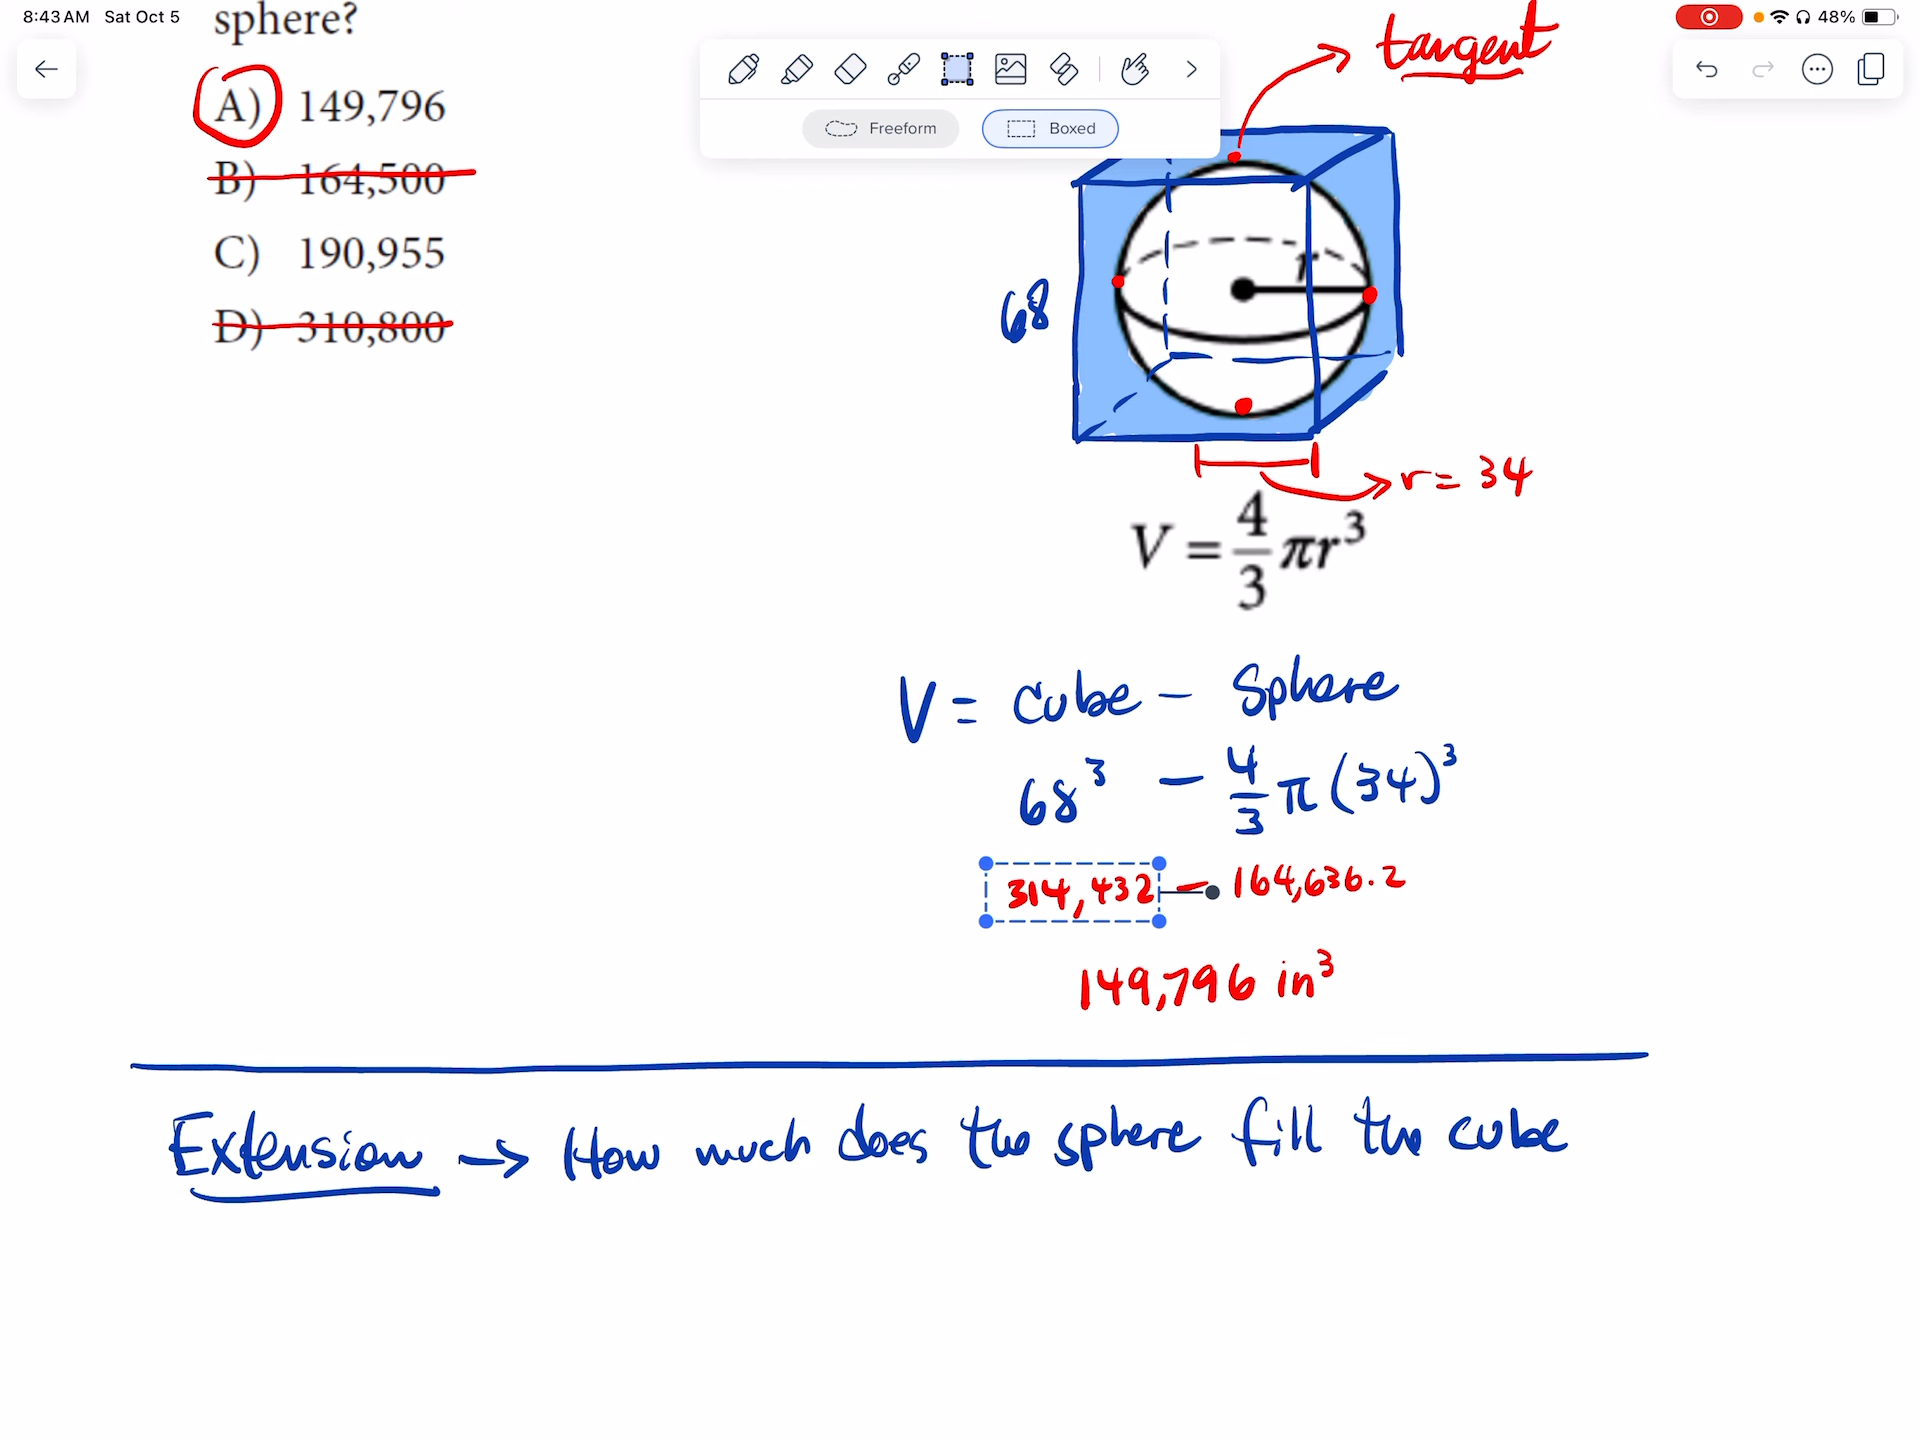 8:43 AM Sat Oct 5
48%
sphere?
A) 149,796
B) 164,500
C) 190,955
D) 310,800
Freeform
Boxed
tangent
r
68
r = 34
V = 4/3 πr³
V = Cube - Sphere
68³ - 4/3 π (34)³
314,432 - 164,636.2
149,796 in³
Extension → How much does the sphere fill the cube